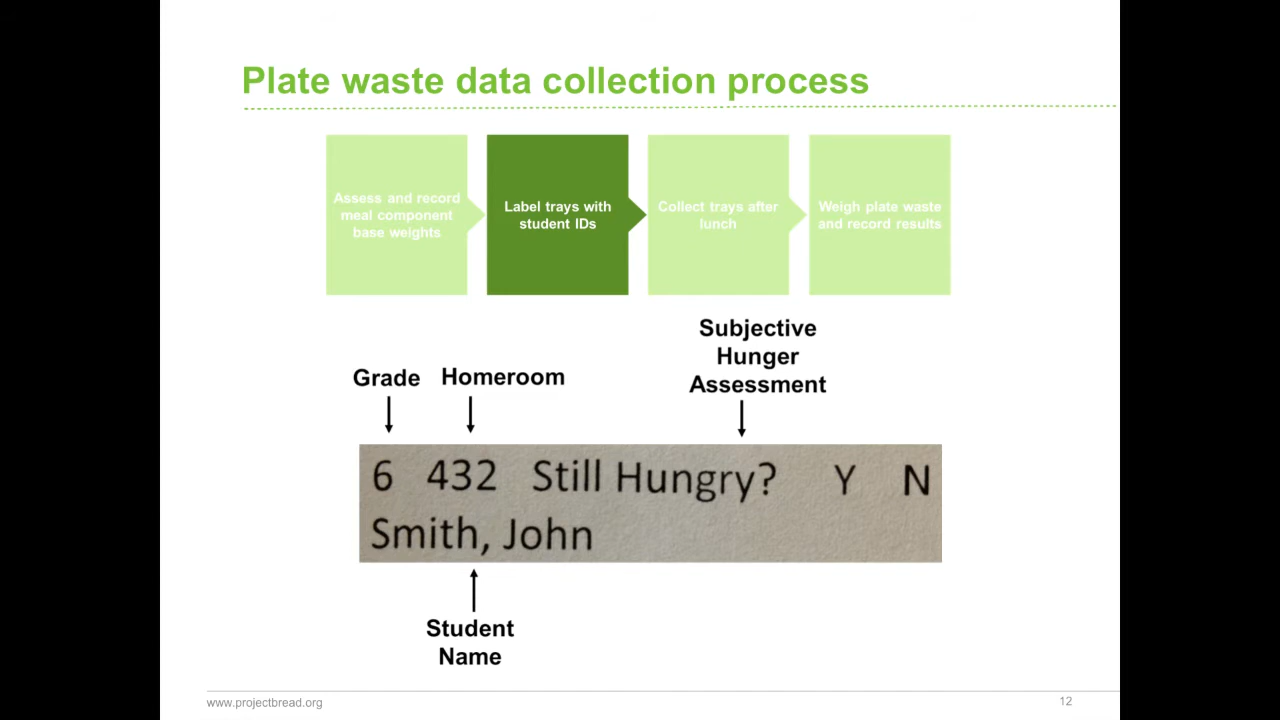 Plate waste data collection process
Assess and record
meal component
base weights
Label trays with
student IDs
Collect trays after
lunch
Weigh plate waste
and record results
Subjective
Hunger
Assessment
Grade
Homeroom
6 432 Still Hungry? Y N
Smith, John
Student
Name
www.projectbread.org
12